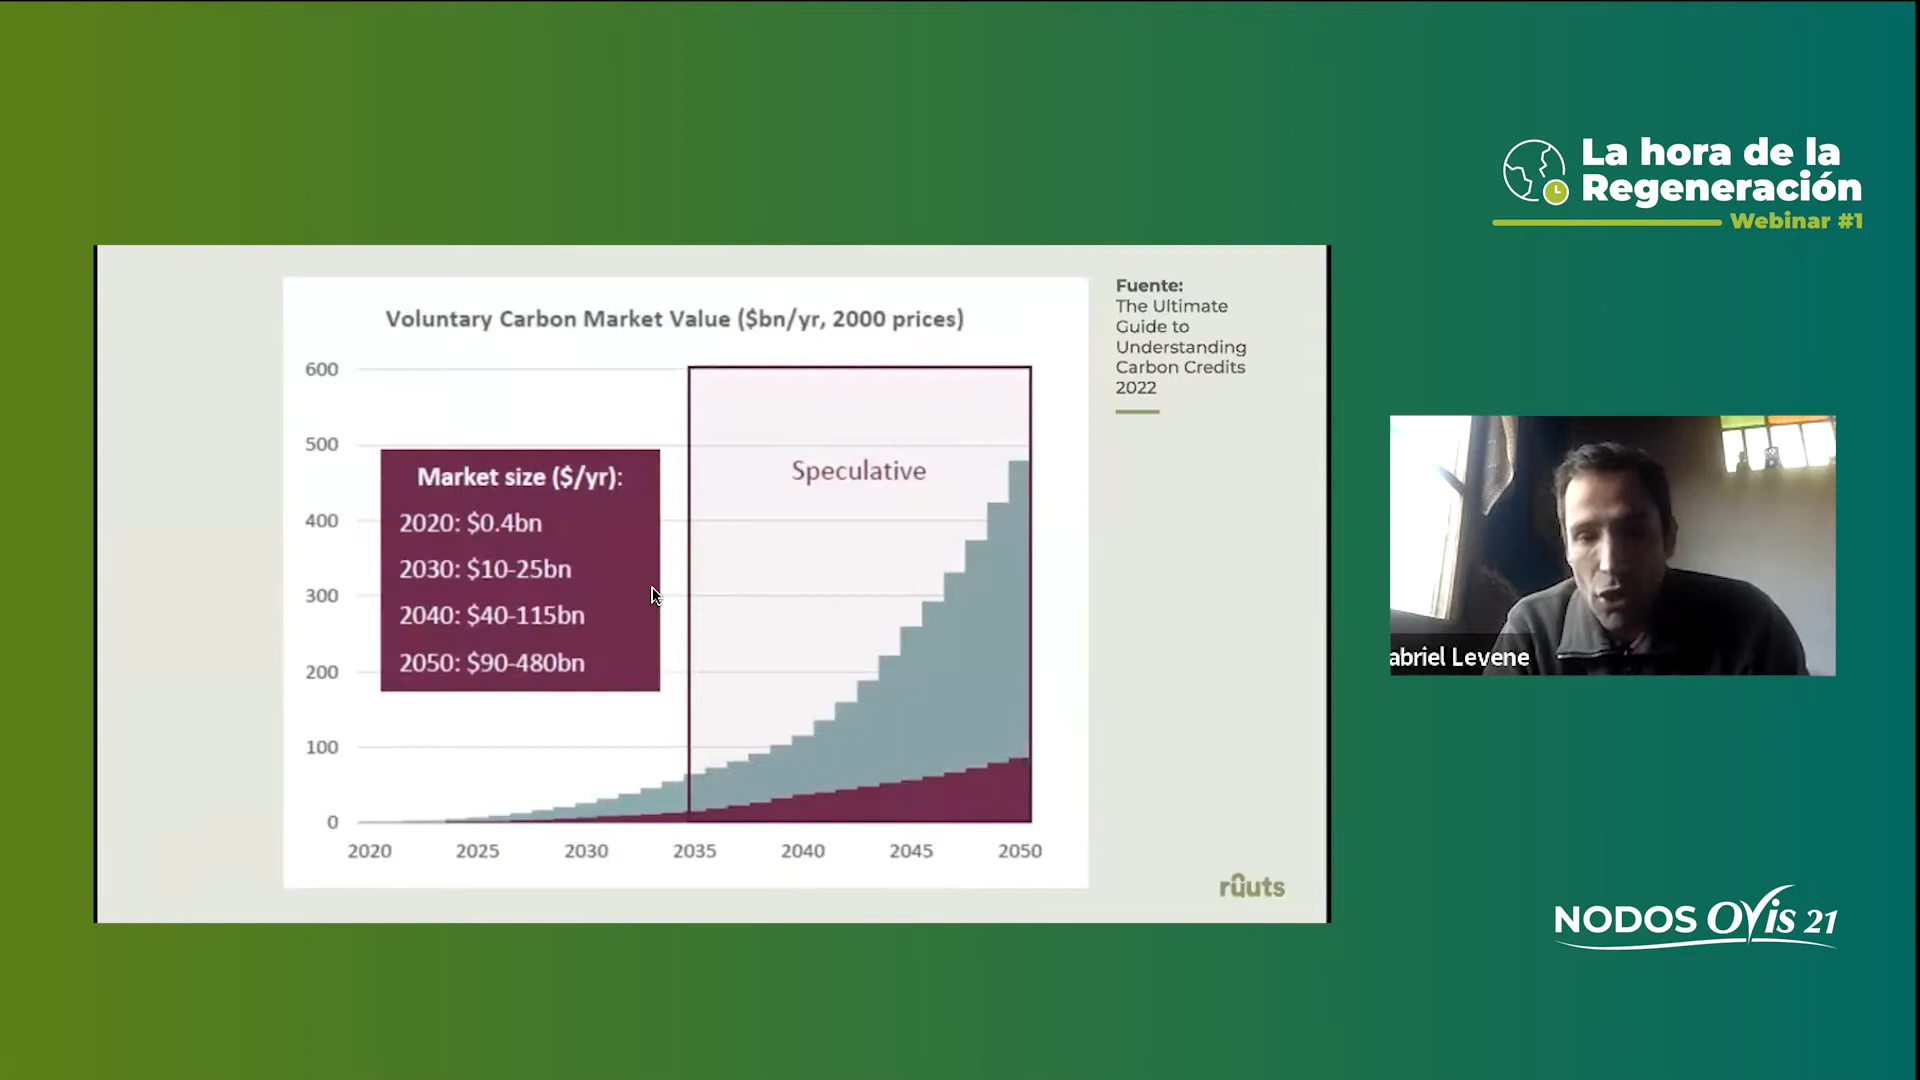 La hora de la
Regeneración
Webinar #1
Voluntary Carbon Market Value ($bn/yr, 2000 prices)
600
500
400
300
200
100
0
2020
2025
2030
2035
2040
2045
2050
Market size ($/yr):
2020: $0.4bn
2030: $10-25bn
2040: $40-115bn
2050: $90-480bn
Speculative
Fuente:
The Ultimate
Guide to
Understanding
Carbon Credits
2022
rûuts
abriel Levene
NODOS Ovis 21